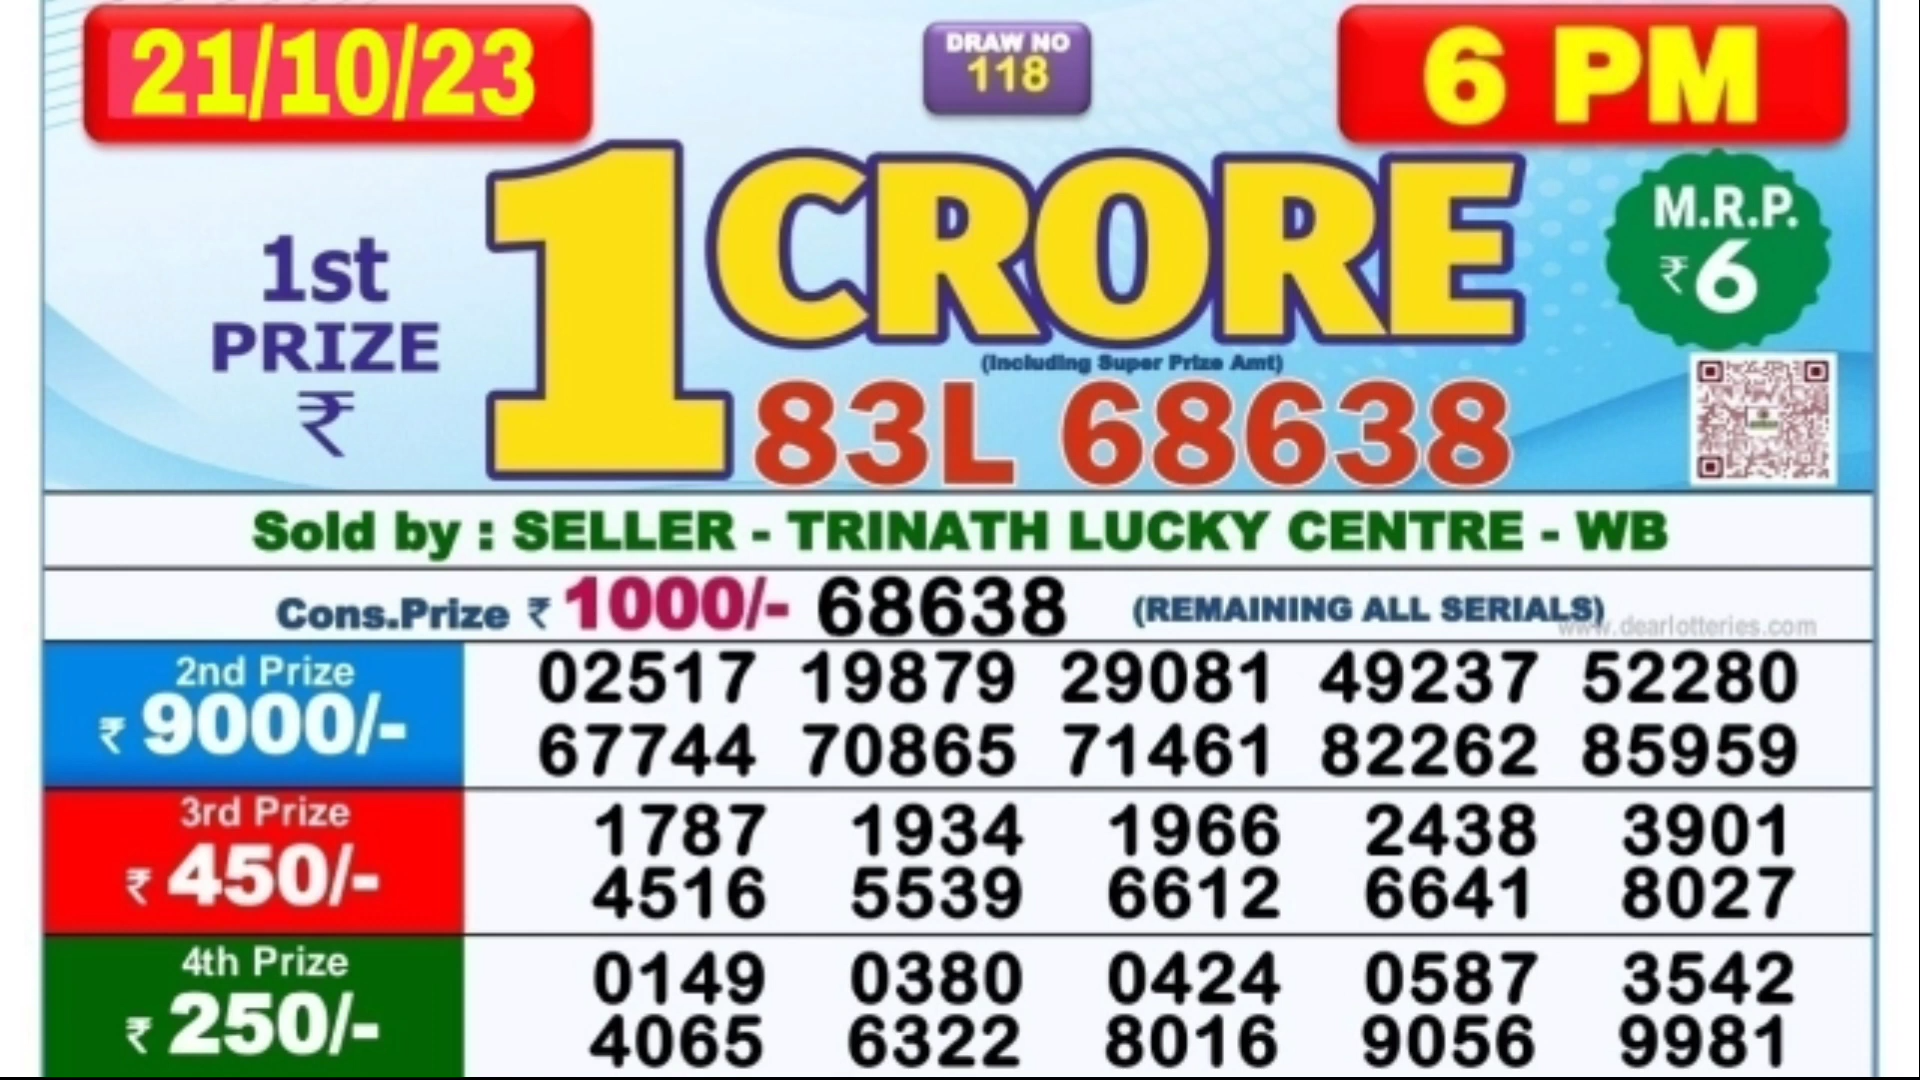 21/10/23
DRAW NO
118
6 PM
1st
PRIZE
₹
1 CRORE
M.R.P.
₹ 6
(Including Super Prize Amt)
83L 68638
Sold by : SELLER - TRINATH LUCKY CENTRE - WB
Cons.Prize ₹ 1000/- 68638 (REMAINING ALL SERIALS)
www.dearlotteries.com
2nd Prize
₹ 9000/-
02517 19879 29081 49237 52280
67744 70865 71461 82262 85959
3rd Prize
₹ 450/-
1787 1934 1966 2438 3901
4516 5539 6612 6641 8027
4th Prize
₹ 250/-
0149 0380 0424 0587 3542
4065 6322 8016 9056 9981